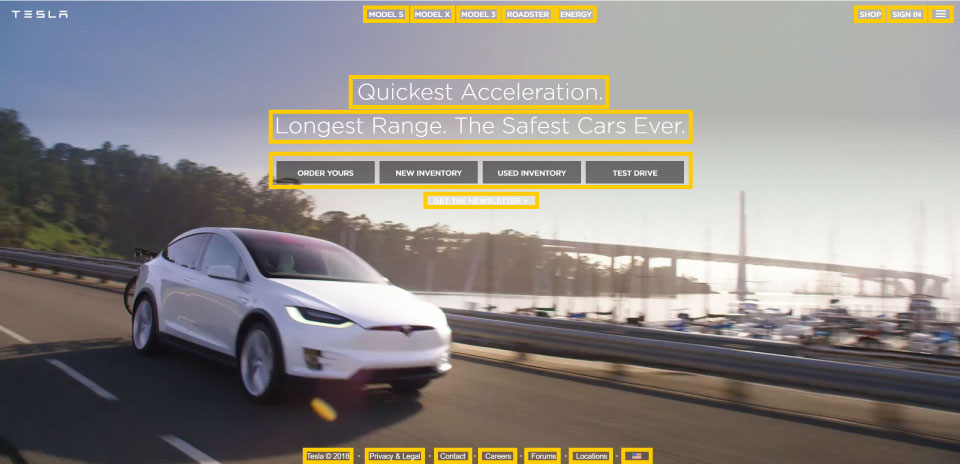 TESLA MODEL S MODEL X MODEL 3 ROADSTER ENERGY SHOP SIGN IN
Quickest Acceleration.
Longest Range. The Safest Cars Ever.
ORDER YOURS NEW INVENTORY USED INVENTORY TEST DRIVE
GET THE NEWSLETTER
Tesla © 2018 Privacy & Legal Contact Careers Forums Locations